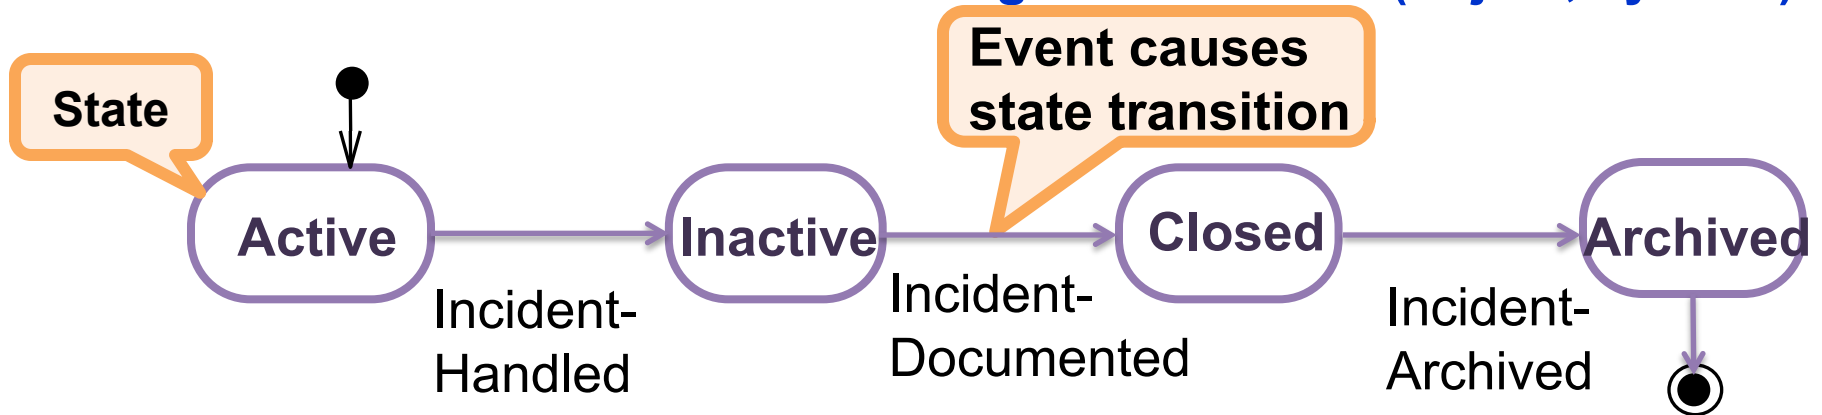 Event causes
state transition
State
Active
Inactive
Closed
Archived
Incident-
Handled
Incident-
Documented
Incident-
Archived